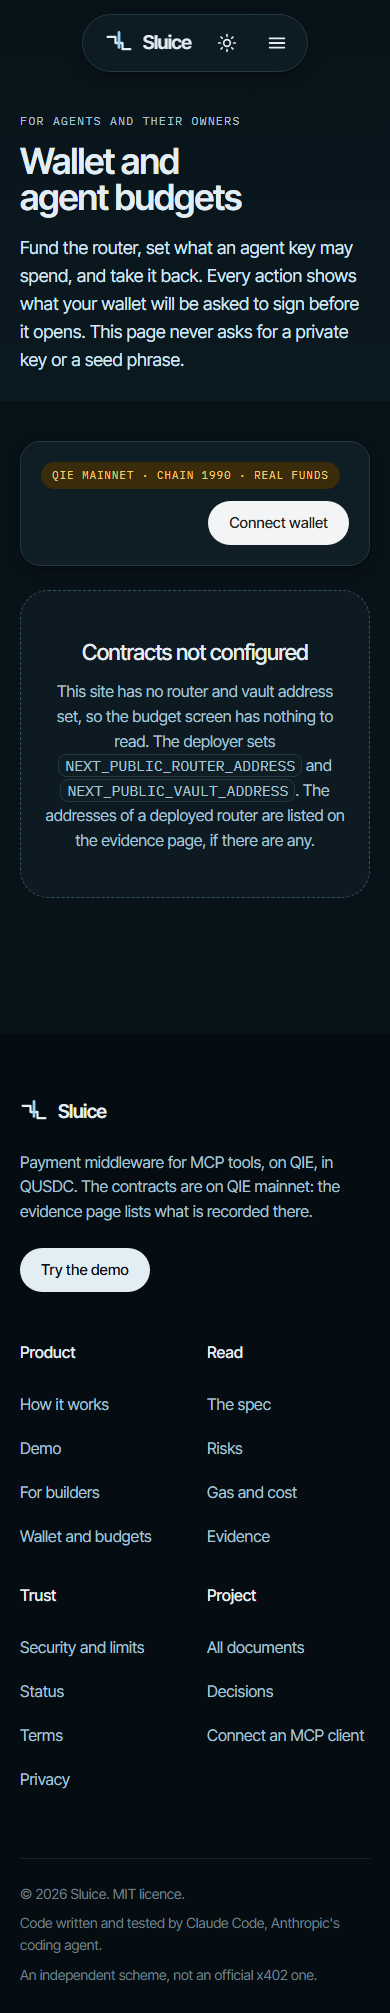 Sluice
FOR AGENTS AND THEIR OWNERS
Wallet and
agent budgets
Fund the router, set what an agent key may
spend, and take it back. Every action shows
what your wallet will be asked to sign before
it opens. This page never asks for a private
key or a seed phrase.
QIE MAINNET · CHAIN 1990 · REAL FUNDS
Connect wallet
Contracts not configured
This site has no router and vault address
set, so the budget screen has nothing to
read. The deployer sets
NEXT_PUBLIC_ROUTER_ADDRESS and
NEXT_PUBLIC_VAULT_ADDRESS. The
addresses of a deployed router are listed on
the evidence page, if there are any.
Sluice
Payment middleware for MCP tools, on QIE, in
QUSDC. The contracts are on QIE mainnet: the
evidence page lists what is recorded there.
Try the demo
Product
How it works
Demo
For builders
Wallet and budgets
Read
The spec
Risks
Gas and cost
Evidence
Trust
Security and limits
Status
Terms
Privacy
Project
All documents
Decisions
Connect an MCP client
© 2026 Sluice. MIT licence.
Code written and tested by Claude Code, Anthropic's
coding agent.
An independent scheme, not an official x402 one.